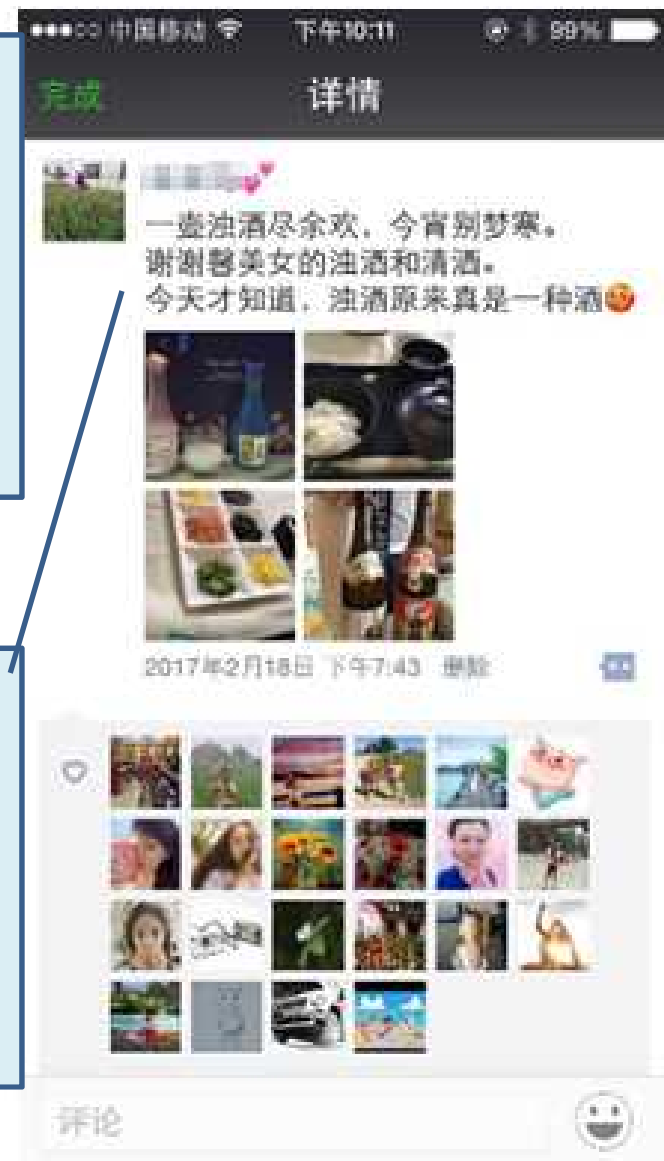 中国移动 下午10:11 99%
完成 详情
一壶浊酒尽余欢，今宵别梦寒。
谢谢馨美女的浊酒和清酒。
今天才知道，浊酒原来真是一种酒
2017年2月18日 下午7:43 删除
评论